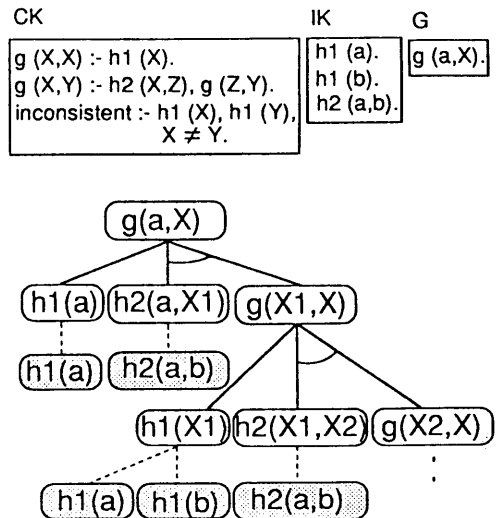 CK
IK
G
g (X,X) :- h1 (X).
g (X,Y) :- h2 (X,Z), g (Z,Y).
inconsistent :- h1 (X), h1 (Y),
X ≠ Y.
h1 (a).
h1 (b).
h2 (a,b).
g (a,X).
g(a,X)
h1(a) h2(a,X1) g(X1,X)
h1(a) h2(a,b)
h1(X1) h2(X1,X2) g(X2,X)
h1(a) h1(b) h2(a,b)